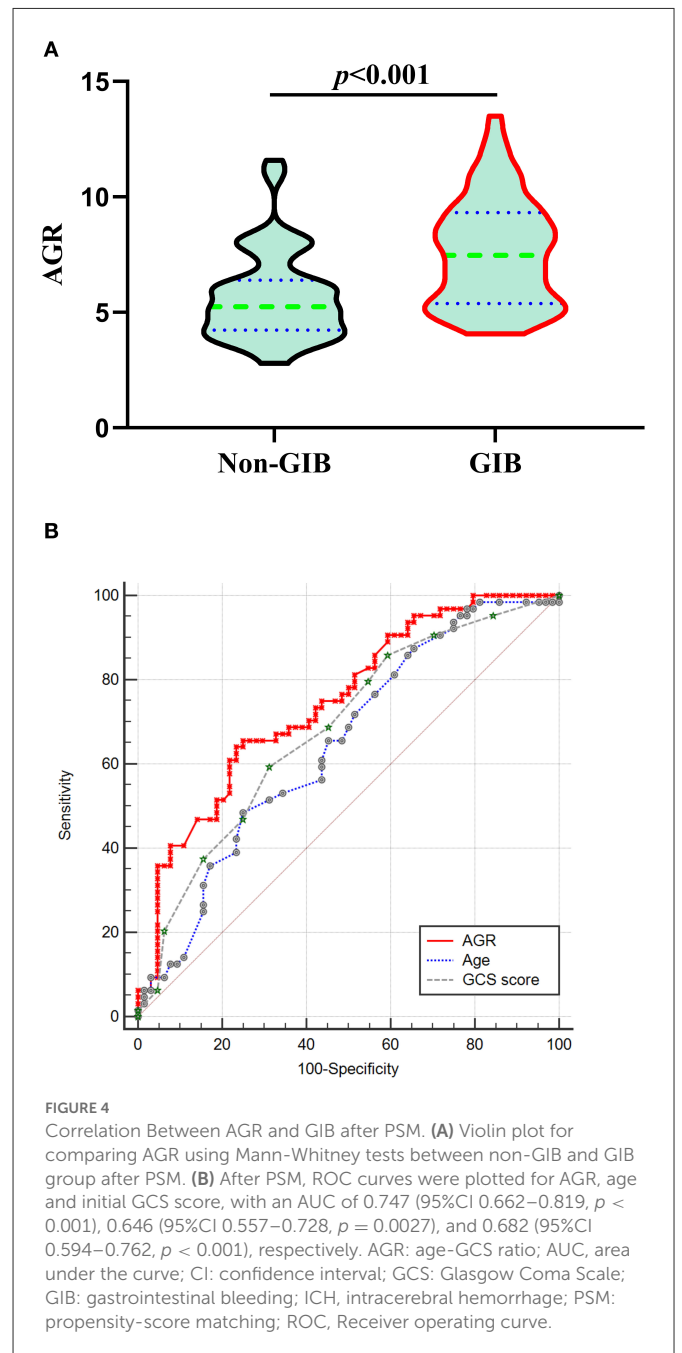 A
p<0.001
15
10
5
0
AGR
Non-GIB
GIB
B
100
80
60
40
20
0
Sensitivity
AGR
Age
GCS score
0
20
40
60
80
100
100-Specificity
FIGURE 4
Correlation Between AGR and GIB after PSM. (A) Violin plot for
comparing AGR using Mann-Whitney tests between non-GIB and GIB
group after PSM. (B) After PSM, ROC curves were plotted for AGR, age
and initial GCS score, with an AUC of 0.747 (95%CI 0.662–0.819, p <
0.001), 0.646 (95%CI 0.557–0.728, p = 0.0027), and 0.682 (95%CI
0.594–0.762, p < 0.001), respectively. AGR: age-GCS ratio; AUC, area
under the curve; CI: confidence interval; GCS: Glasgow Coma Scale;
GIB: gastrointestinal bleeding; ICH, intracerebral hemorrhage; PSM:
propensity-score matching; ROC, Receiver operating curve.